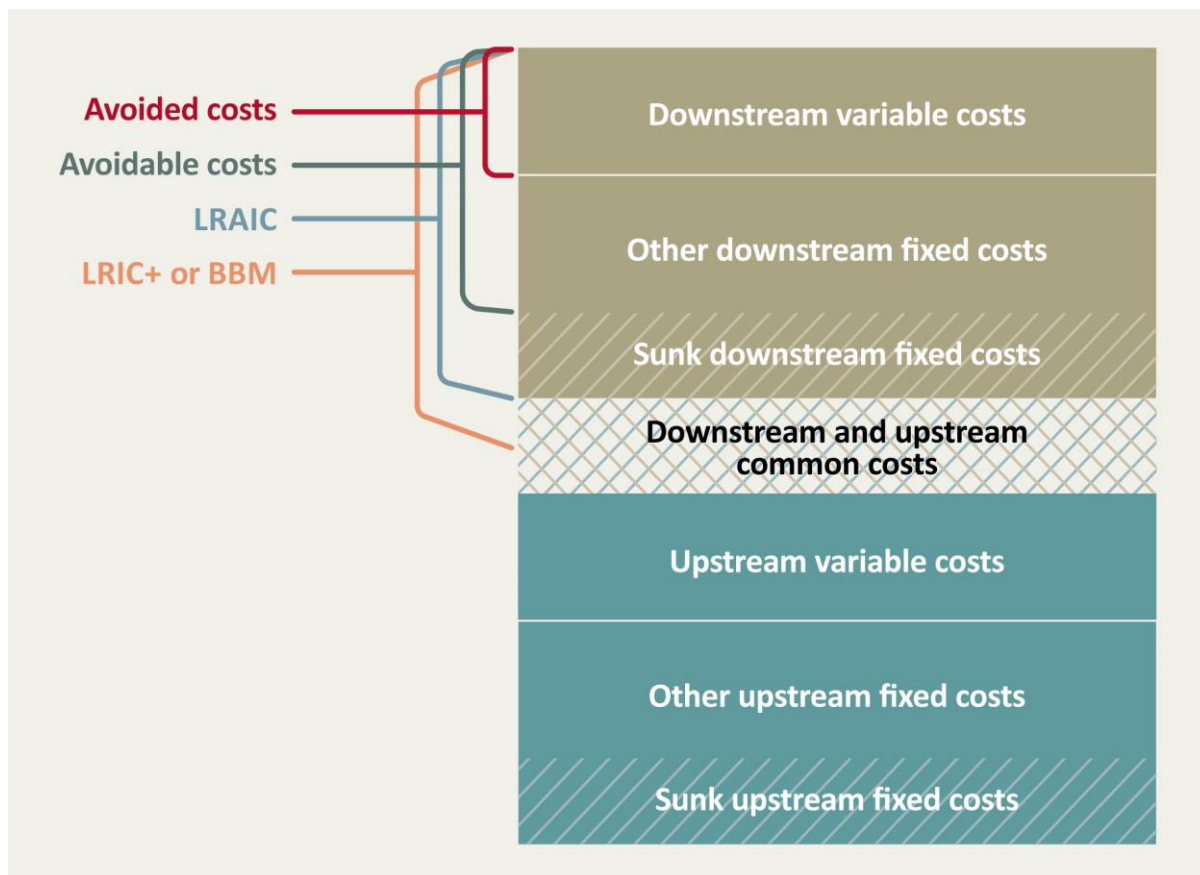 Avoided costs
Avoidable costs
LRAIC
LRIC+ or BBM
Downstream variable costs
Other downstream fixed costs
Sunk downstream fixed costs
Downstream and upstream
common costs
Upstream variable costs
Other upstream fixed costs
Sunk upstream fixed costs